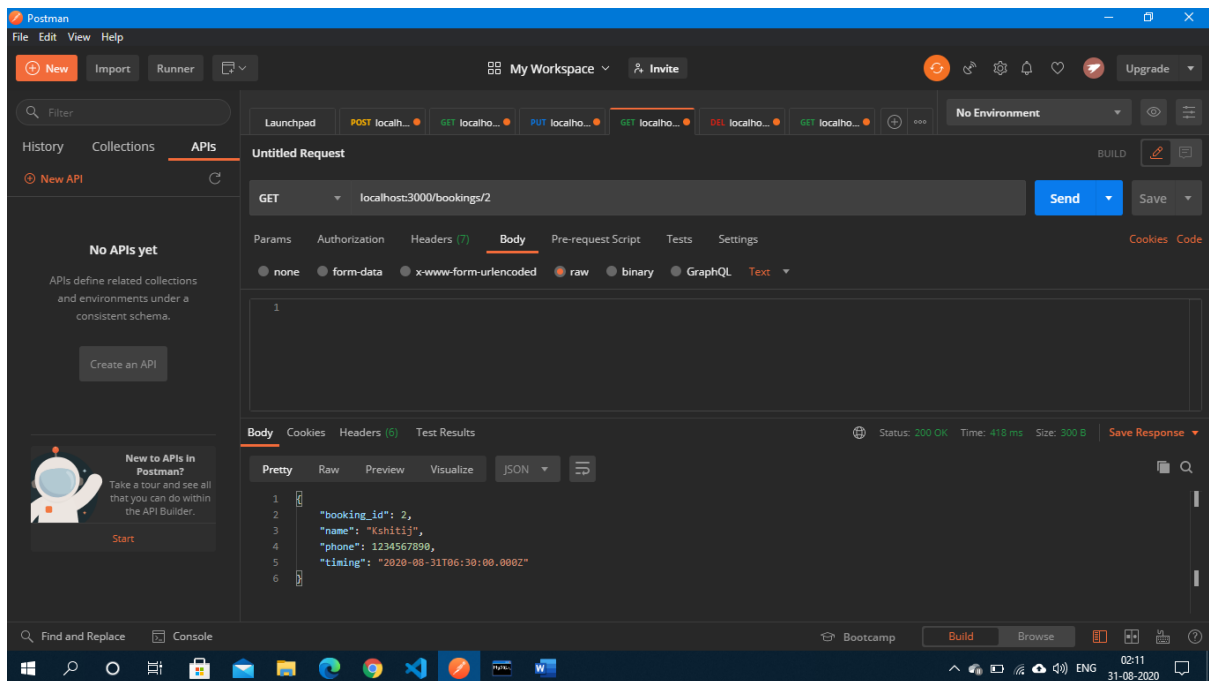 Postman
File Edit View Help
New Import Runner My Workspace Invite Upgrade
Filter
Launchpad POST localh... GET localho... PUT localho... GET localho... DEL localho... GET localho... No Environment
History Collections APIs
Untitled Request BUILD
New API
GET localhost:3000/bookings/2 Send Save
Params Authorization Headers (7) Body Pre-request Script Tests Settings Cookies Code
No APIs yet
none form-data x-www-form-urlencoded raw binary GraphQL Text
APIs define related collections
and environments under a
consistent schema.
1
Create an API
Body Cookies Headers (6) Test Results Status: 200 OK Time: 418 ms Size: 300 B Save Response
New to APIs in
Postman?
Take a tour and see all
that you can do within
the API Builder.
Start
Pretty Raw Preview Visualize JSON
1 {
2 "booking_id": 2,
3 "name": "Kshitij",
4 "phone": 1234567890,
5 "timing": "2020-08-31T06:30:00.000Z"
6 }
Find and Replace Console Bootcamp Build Browse
ENG 02:11
31-08-2020